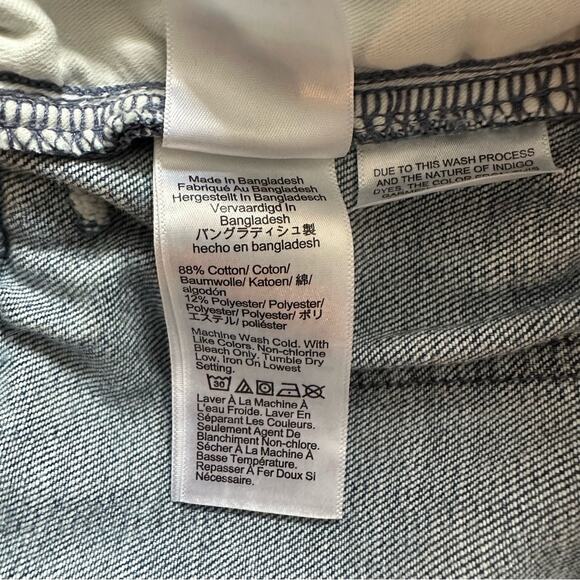 Made In Bangladesh
Fabriqué Au Bangladesh
Hergestellt In Bangladesch
Vervaardigd In
Bangladesh
バングラディシュ製
hecho en bangladesh
88% Cotton/ Coton/
Baumwolle/ Katoen/ 綿/
algodón
12% Polyester/ Polyester/
Polyester/ Polyester/ ポリ
エステル/ poliéster
Machine Wash Cold. With
Like Colors. Non-chlorine
Bleach Only. Tumble Dry
Low. Iron On Lowest
Setting.
30
Laver À La Machine À
L'eau Froide. Laver En
Séparant Les Couleurs.
Seulement Agent De
Blanchiment Non-chlore.
Sécher À La Machine À
Basse Température.
Repasser À Fer Doux Si
Nécessaire.
DUE TO THIS WASH PROCESS
AND THE NATURE OF INDIGO
DYES, THE COLOR